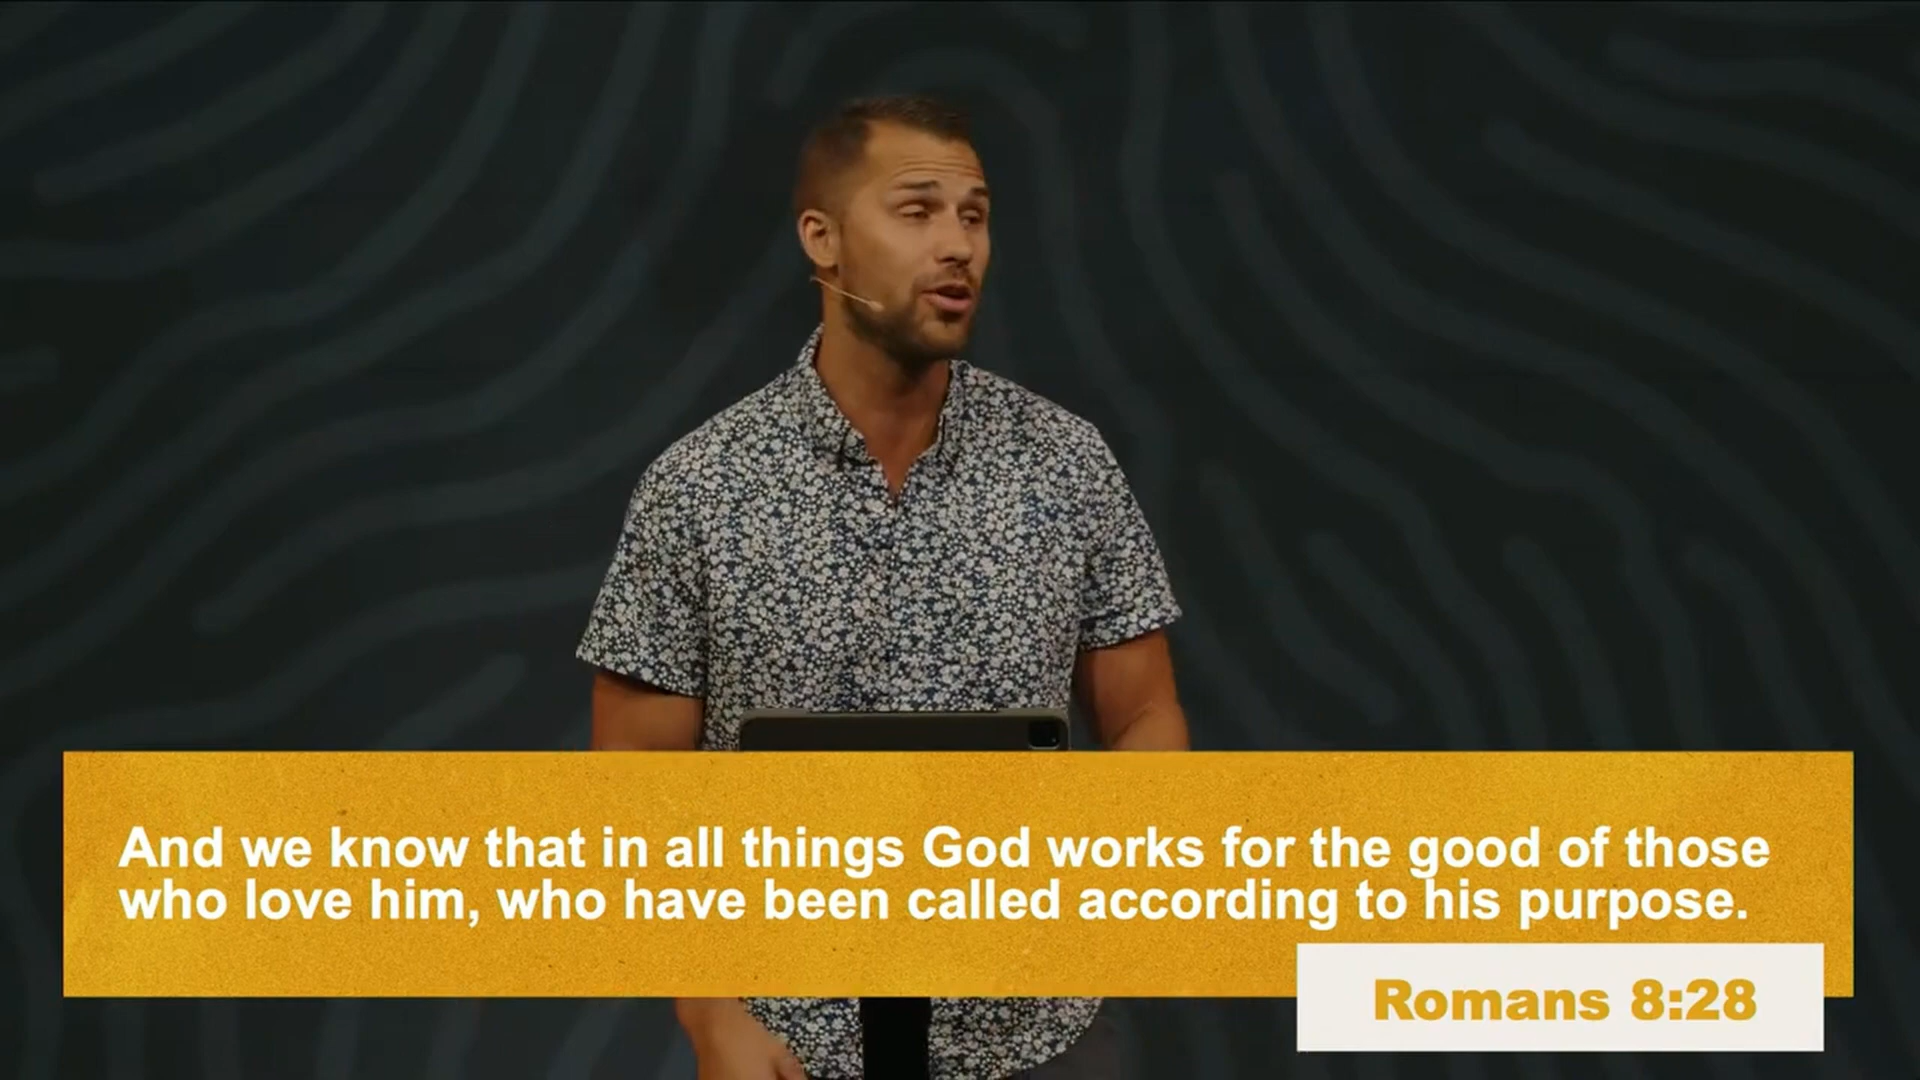 And we know that in all things God works for the good of those
who love him, who have been called according to his purpose.
Romans 8:28